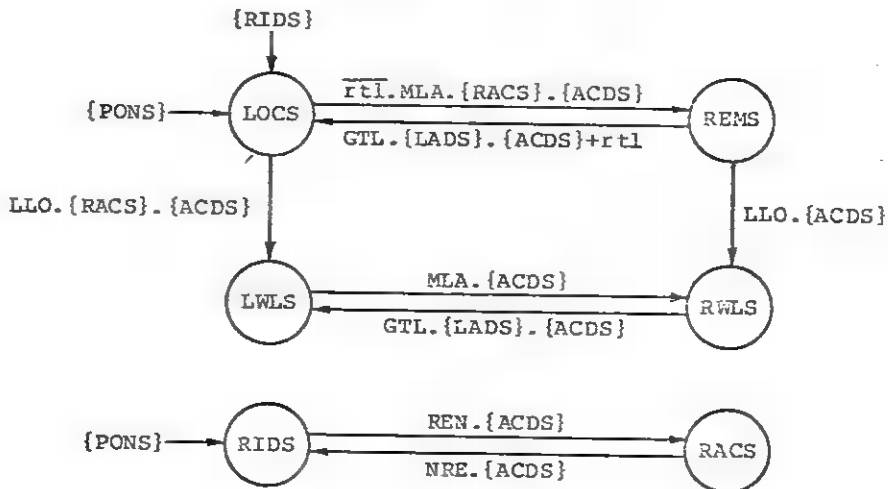 {RIDS}
rtl.MLA.{RACS}.{ACDS}
{PONS}
LOCS
REMS
GTL.{LADS}.{ACDS}+rtl
LLO.{RACS}.{ACDS}
LLO.{ACDS}
MLA.{ACDS}
LWLS
RWLS
GTL.{LADS}.{ACDS}
REN.{ACDS}
{PONS}
RIDS
RACS
NRE.{ACDS}